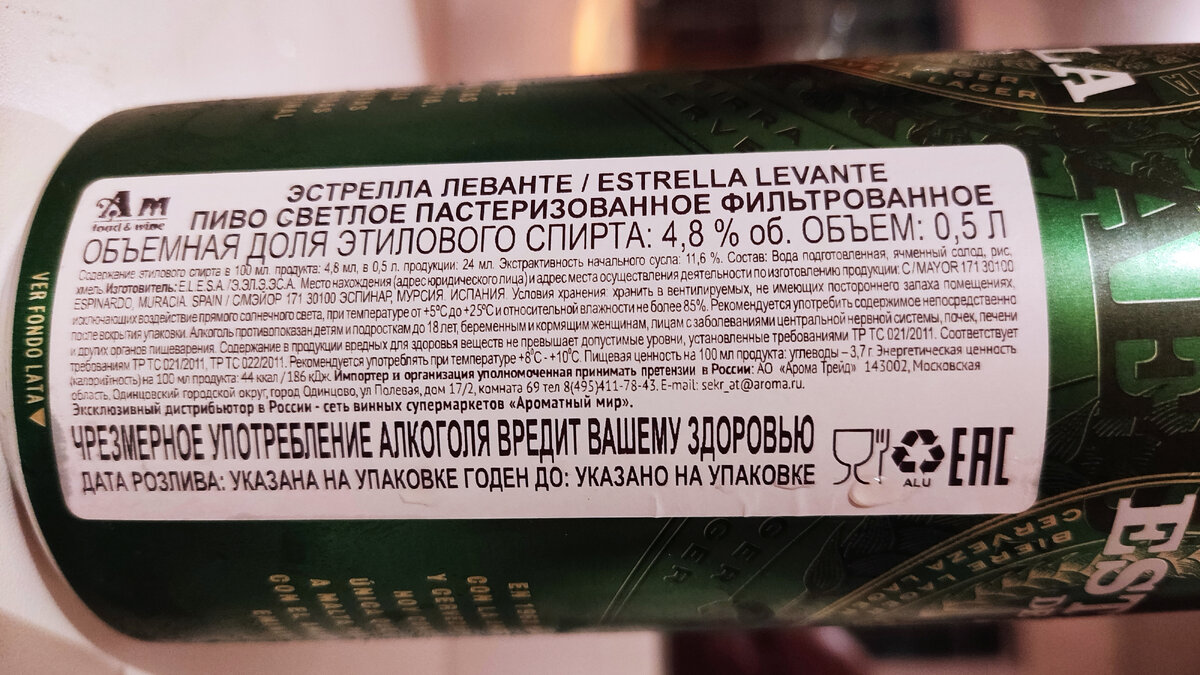 Ам
food & wine
ЭСТРЕЛЛА ЛЕВАНТЕ / ESTRELLA LEVANTE
ПИВО СВЕТЛОЕ ПАСТЕРИЗОВАННОЕ ФИЛЬТРОВАННОЕ
ОБЪЕМНАЯ ДОЛЯ ЭТИЛОВОГО СПИРТА: 4,8 % об. ОБЪЕМ: 0,5 Л
Содержание этилового спирта в 100 мл. продукта: 4,8 мл, в 0,5 л. продукции: 24 мл. Экстрактивность начального сусла: 11,6 %. Состав: Вода подготовленная, ячменный солод, рис,
хмель. Изготовитель: E.L.E.S.A. /Э.ЭЛ.Э.ЭС.А. Место нахождения (адрес юридического лица) и адрес места осуществления деятельности по изготовлению продукции: C/MAYOR 171 30100
ESPINARDO, MURACIA. SPAIN / С/МЭЙОР 171 30100 ЭСПИНАР, МУРСИЯ. ИСПАНИЯ. Условия хранения: хранить в вентилируемых, не имеющих постороннего запаха помещениях,
исключающих воздействие прямого солнечного света, при температуре от +5°С до +25°С и относительной влажности не более 85%. Рекомендуется употребить содержимое непосредственно
после вскрытия упаковки. Алкоголь противопоказан детям и подросткам до 18 лет, беременным и кормящим женщинам, лицам с заболеваниями центральной нервной системы, почек, печени
и других органов пищеварения. Содержание в продукции вредных для здоровья веществ не превышает допустимые уровни, установленные требованиями ТР ТС 021/2011. Соответствует
требованиям ТР ТС 021/2011, ТР ТС 022/2011. Рекомендуется употреблять при температуре +8°С - +10°С. Пищевая ценность на 100 мл продукта: углеводы – 3,7 г. Энергетическая ценность
(калорийность) на 100 мл продукта: 44 ккал / 186 кДж. Импортер и организация уполномоченная принимать претензии в России: АО «Арома Трейд» 143002, Московская
область, Одинцовский городской округ, город Одинцово, ул Полевая, дом 17/2, комната 69 тел 8(495)411-78-43. E-mail: sekr_at@aroma.ru.
Эксклюзивный дистрибьютор в России - сеть винных супермаркетов «Ароматный мир».
ЧРЕЗМЕРНОЕ УПОТРЕБЛЕНИЕ АЛКОГОЛЯ ВРЕДИТ ВАШЕМУ ЗДОРОВЬЮ
ДАТА РОЗЛИВА: УКАЗАНА НА УПАКОВКЕ ГОДЕН ДО: УКАЗАНО НА УПАКОВКЕ
ALU
EAC
VER FONDO LATA
LA
LAGER
EST
BIERE
CERVEZA